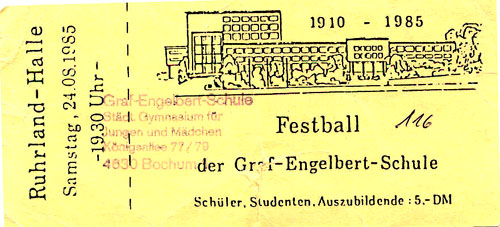 Ruhrland-Halle
Samstag, 24.08.1985
-19.30 Uhr-
1910 - 1985
Graf-Engelbert-Schule
Städt. Gymnasium für
Jungen und Mädchen
Königsallee 77/79
4630 Bochum
Festball
116
der Graf-Engelbert-Schule
Schüler, Studenten, Auszubildende : 5.-DM